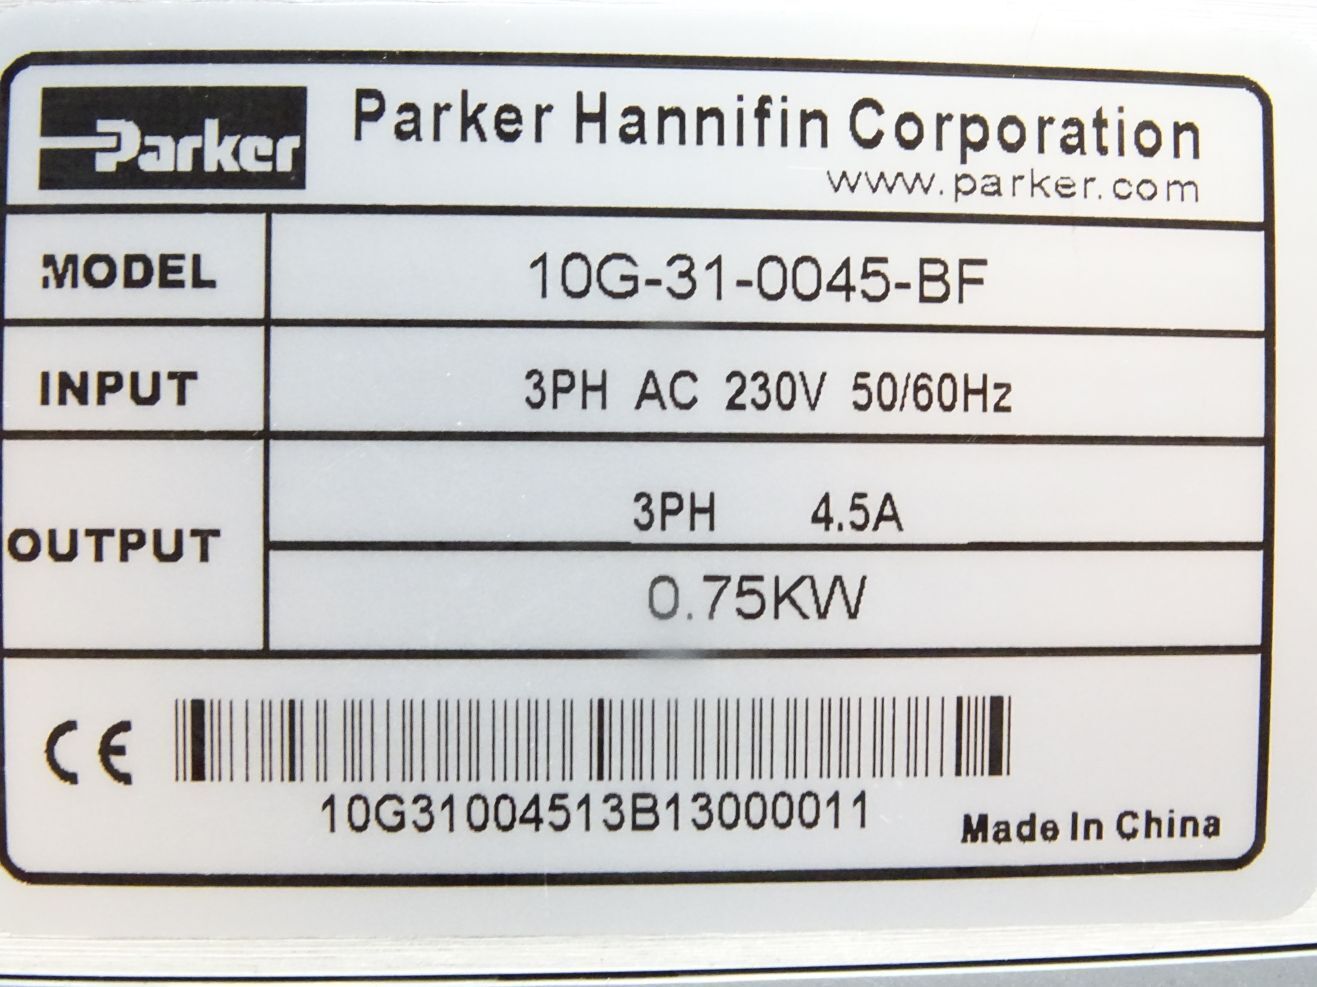 Parker
Parker Hannifin Corporation
www.parker.com
MODEL 10G-31-0045-BF
INPUT 3PH AC 230V 50/60Hz
OUTPUT
3PH 4.5A
0.75KW
CE
10G31004513B13000011
Made In China